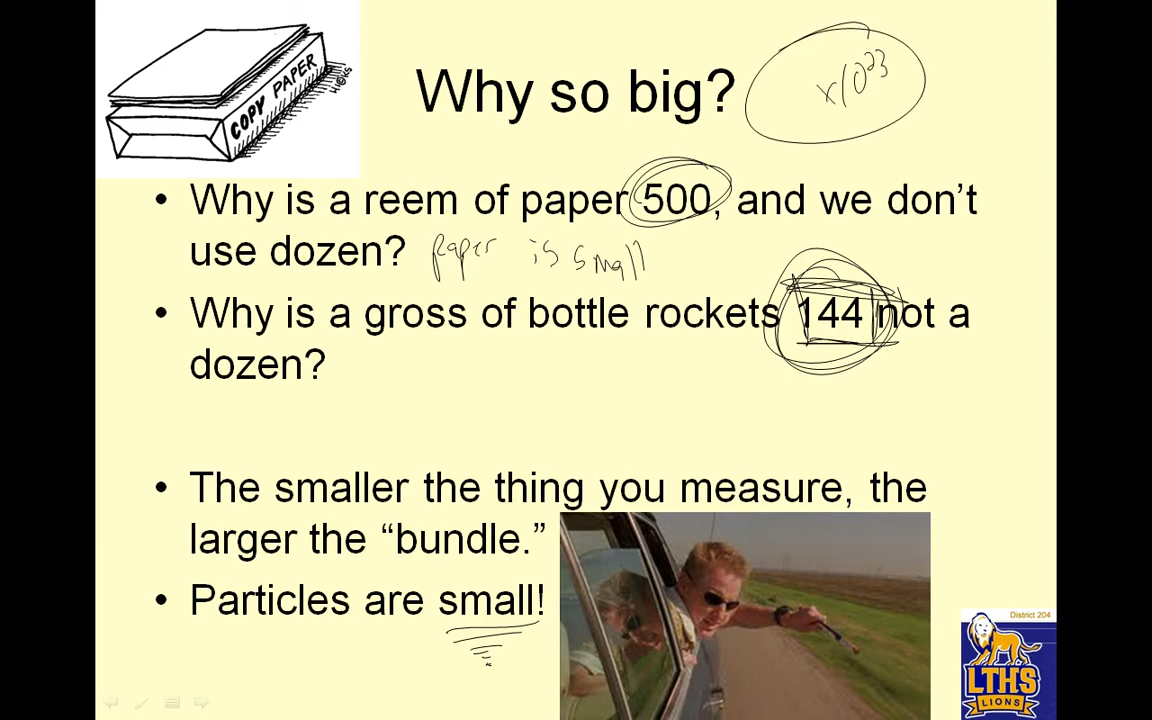 COPY PAPER
Why so big?
x10^23
• Why is a reem of paper 500, and we don't
use dozen? paper is small
• Why is a gross of bottle rockets 144 not a
dozen?
• The smaller the thing you measure, the
larger the “bundle.”
• Particles are small!
District 204
LTHS
LIONS